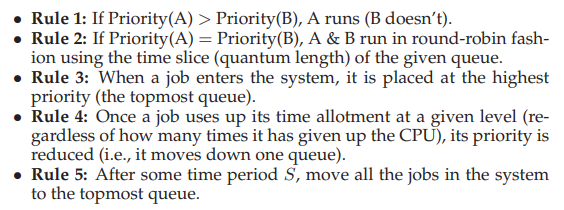 • Rule 1: If Priority(A) > Priority(B), A runs (B doesn't).
• Rule 2: If Priority(A) = Priority(B), A & B run in round-robin fash-
ion using the time slice (quantum length) of the given queue.
• Rule 3: When a job enters the system, it is placed at the highest
priority (the topmost queue).
• Rule 4: Once a job uses up its time allotment at a given level (re-
gardless of how many times it has given up the CPU), its priority is
reduced (i.e., it moves down one queue).
• Rule 5: After some time period S, move all the jobs in the system
to the topmost queue.